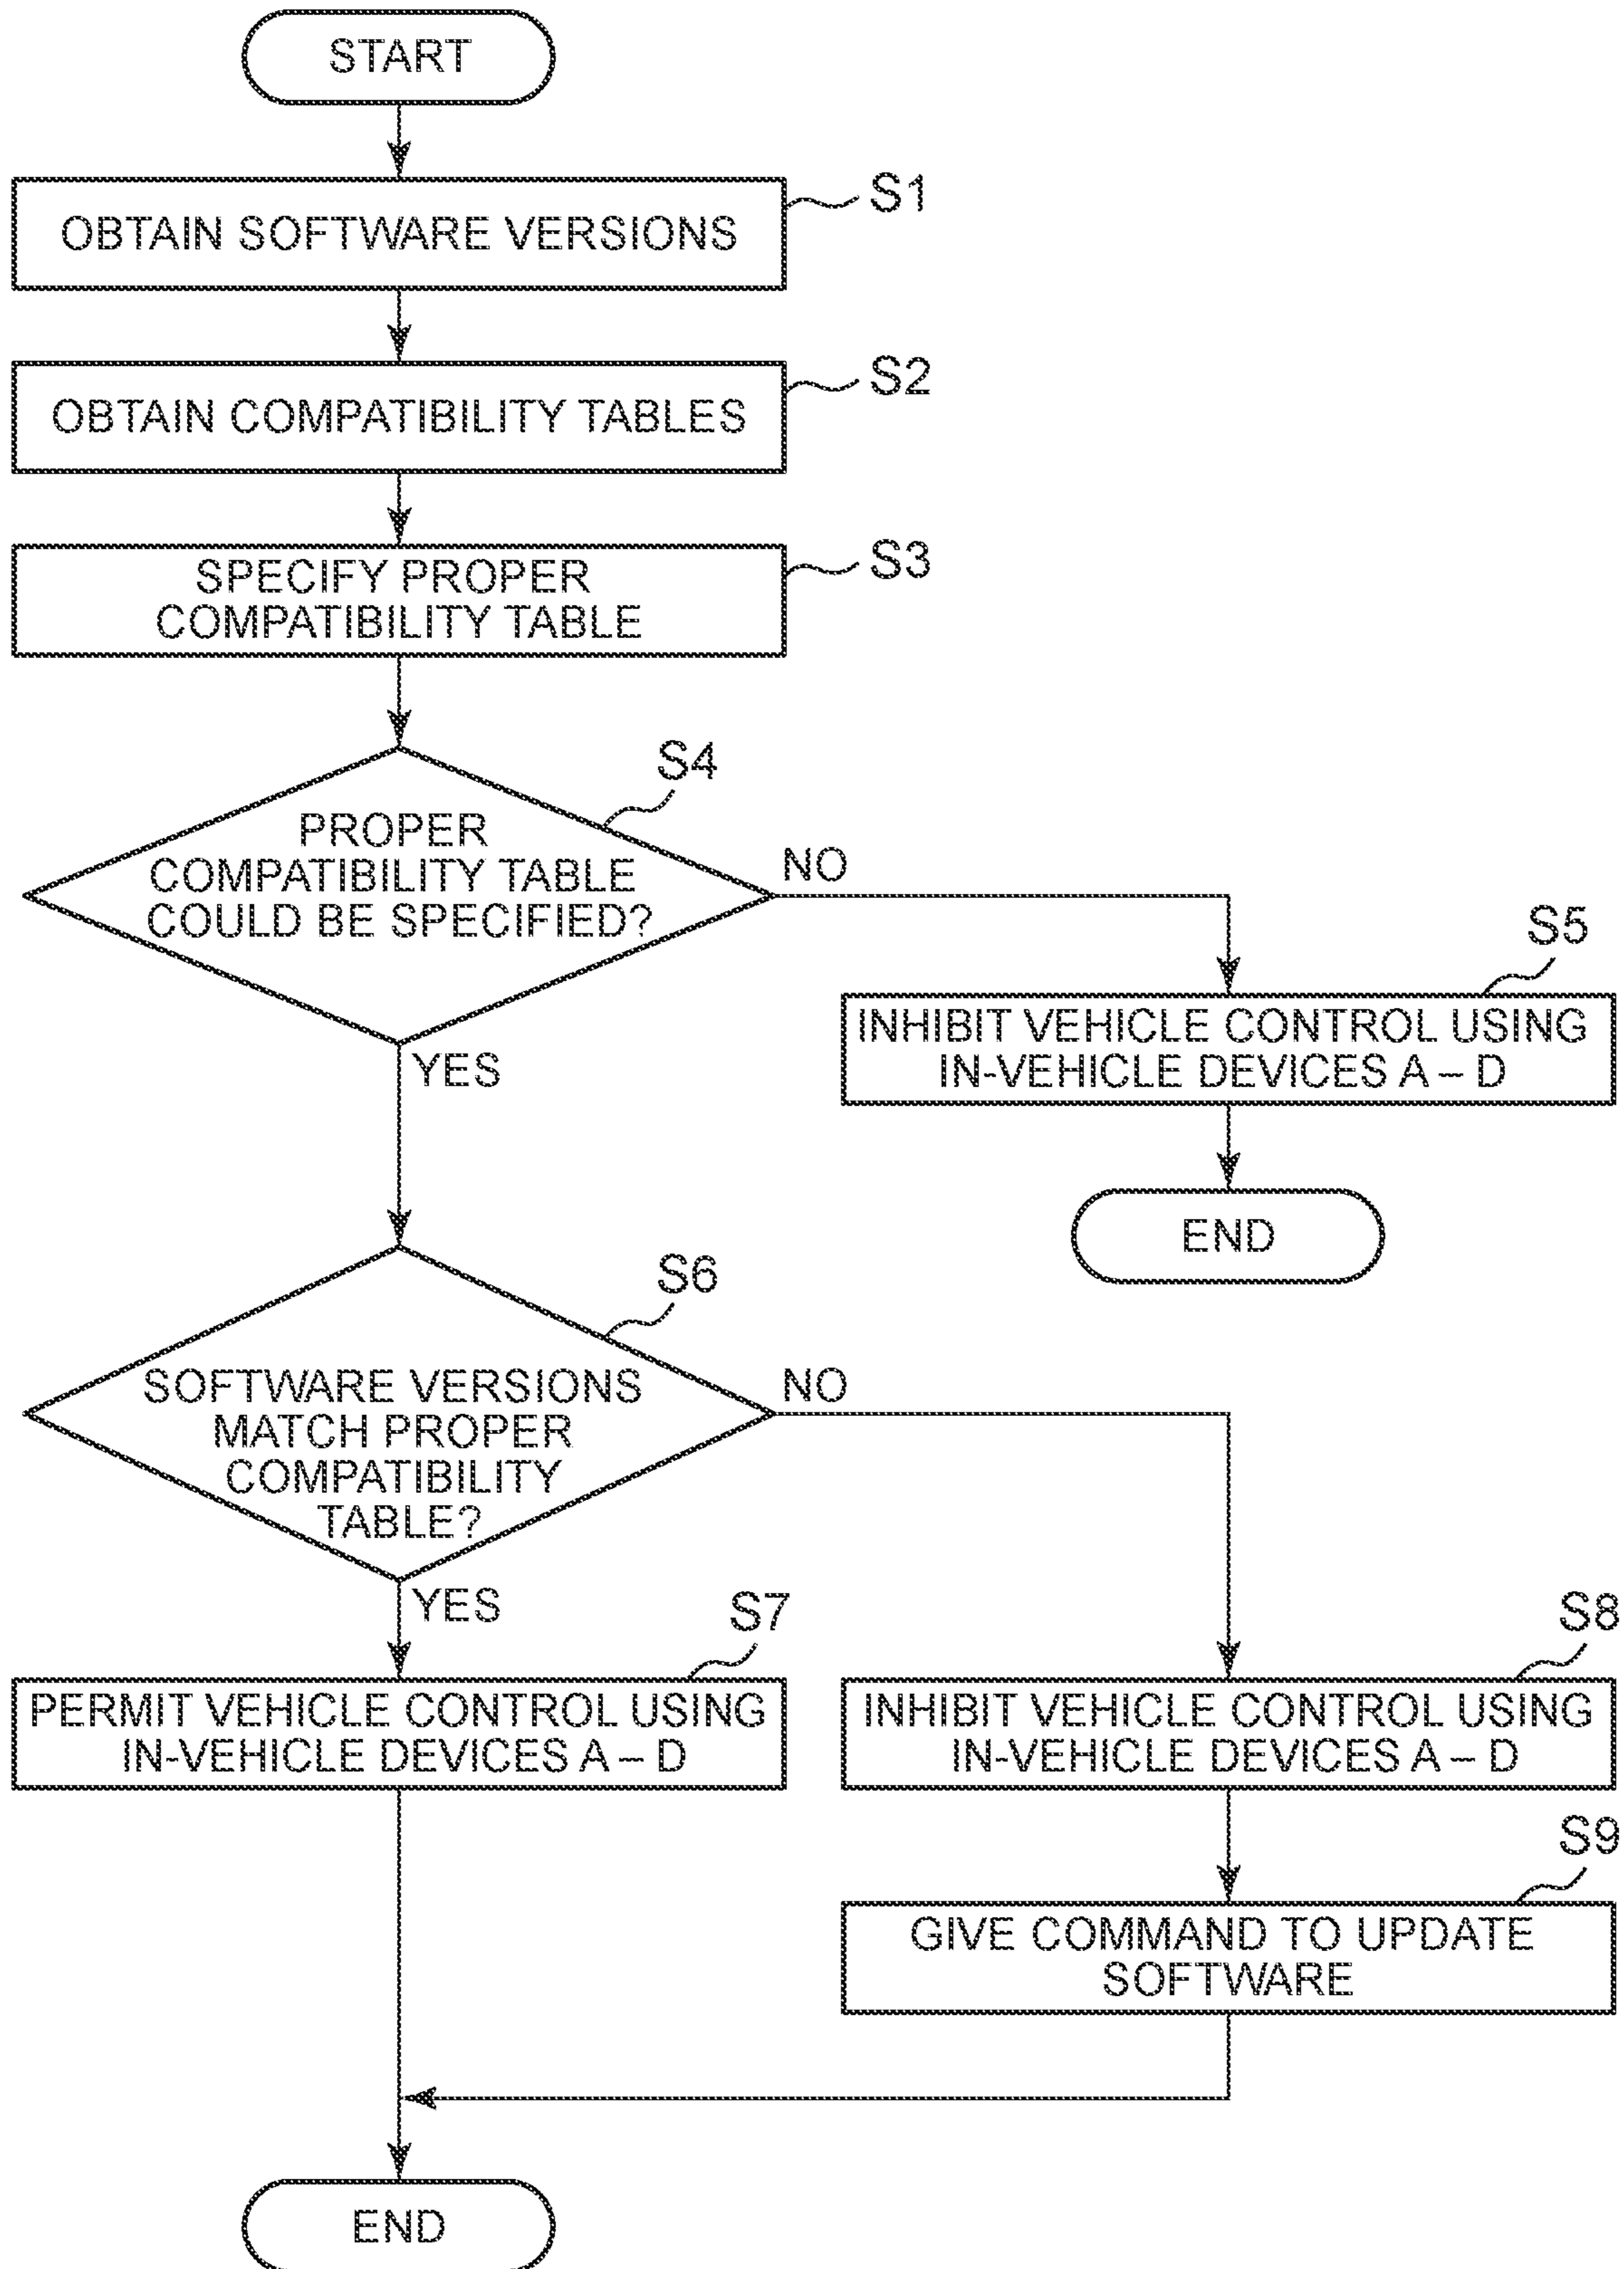 START
S1
OBTAIN SOFTWARE VERSIONS
S2
OBTAIN COMPATIBILITY TABLES
S3
SPECIFY PROPER
COMPATIBILITY TABLE
S4
PROPER
COMPATIBILITY TABLE
COULD BE SPECIFIED?
NO
YES
S5
INHIBIT VEHICLE CONTROL USING
IN-VEHICLE DEVICES A – D
END
S6
SOFTWARE VERSIONS
MATCH PROPER
COMPATIBILITY
TABLE?
NO
YES
S7
PERMIT VEHICLE CONTROL USING
IN-VEHICLE DEVICES A – D
S8
INHIBIT VEHICLE CONTROL USING
IN-VEHICLE DEVICES A – D
S9
GIVE COMMAND TO UPDATE
SOFTWARE
END